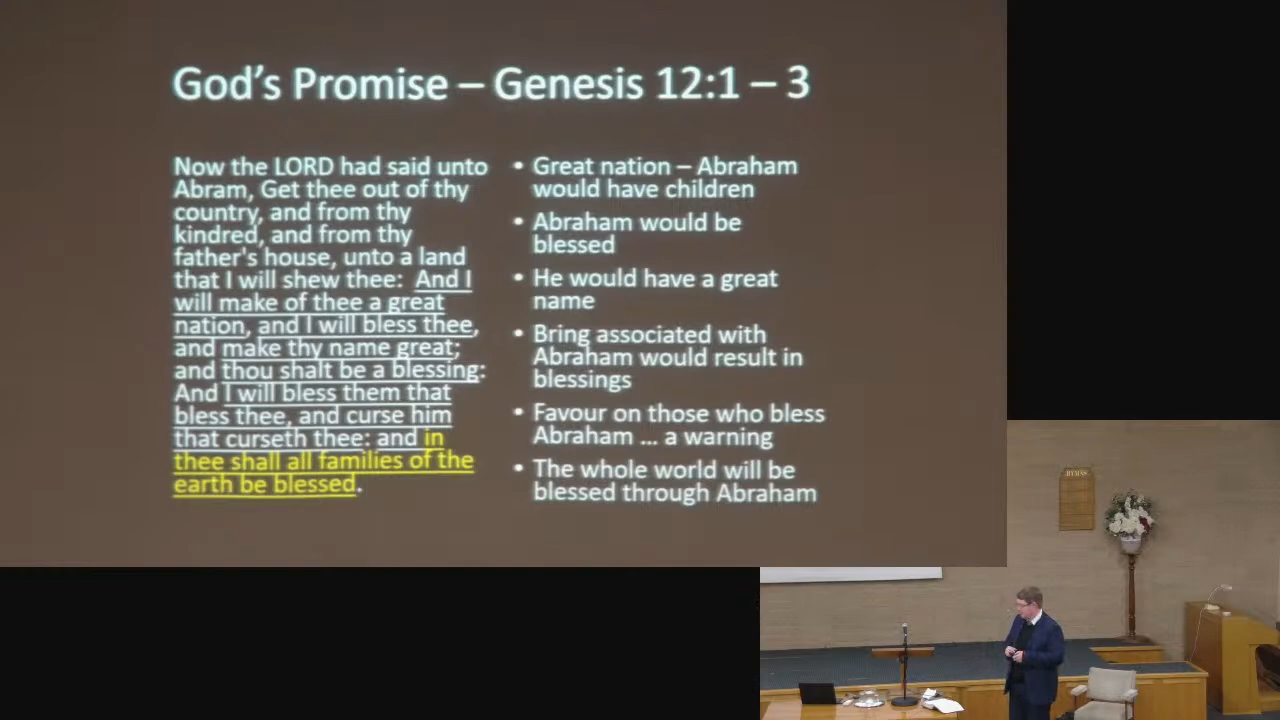 God's Promise – Genesis 12:1 – 3
Now the LORD had said unto
Abram, Get thee out of thy
country, and from thy
kindred, and from thy
father's house, unto a land
that I will shew thee:  And I
will make of thee a great
nation, and I will bless thee,
and make thy name great;
and thou shalt be a blessing:
And I will bless them that
bless thee, and curse him
that curseth thee: and in
thee shall all families of the
earth be blessed.
• Great nation – Abraham
would have children
• Abraham would be
blessed
• He would have a great
name
• Bring associated with
Abraham would result in
blessings
• Favour on those who bless
Abraham ... a warning
• The whole world will be
blessed through Abraham
HYMNS